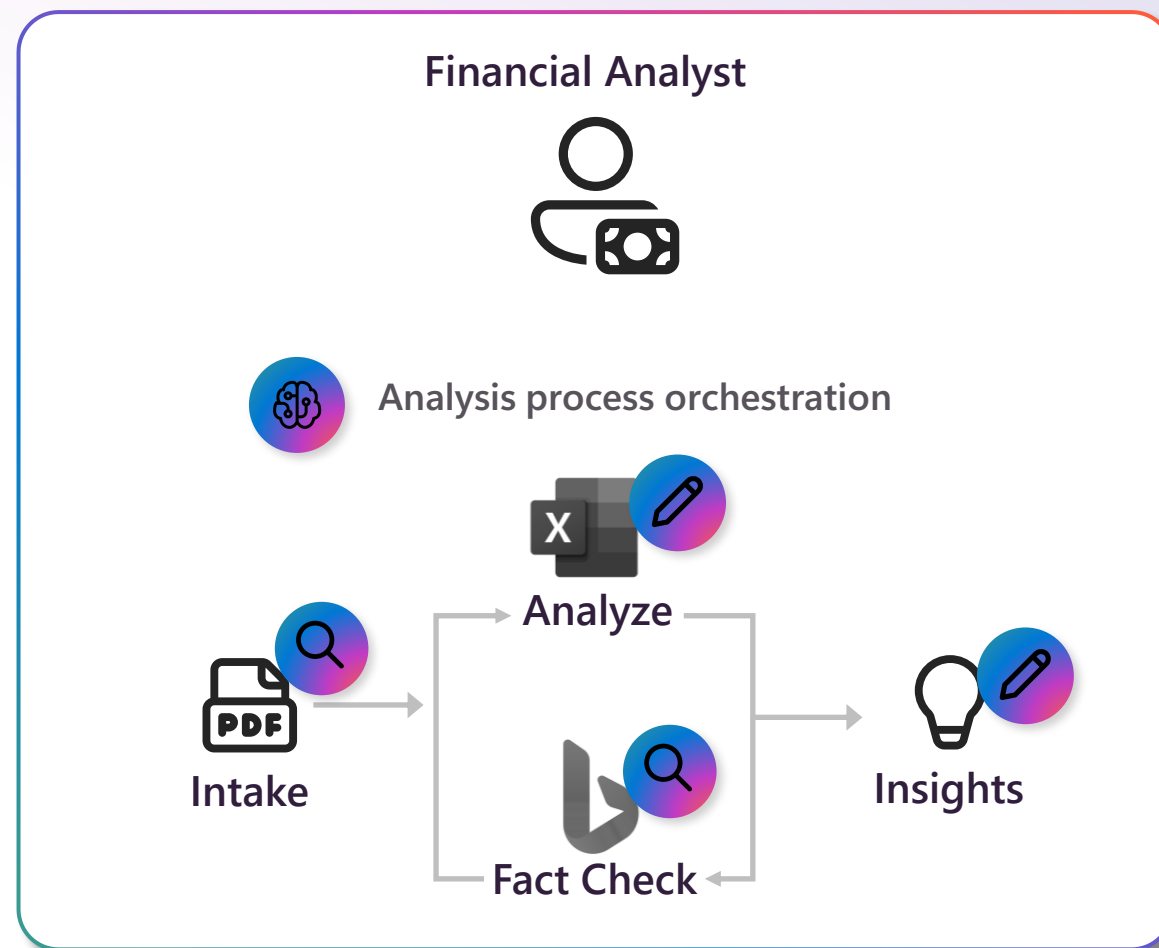 Financial Analyst
Analysis process orchestration
X
Analyze
PDF
Intake
Insights
Fact Check